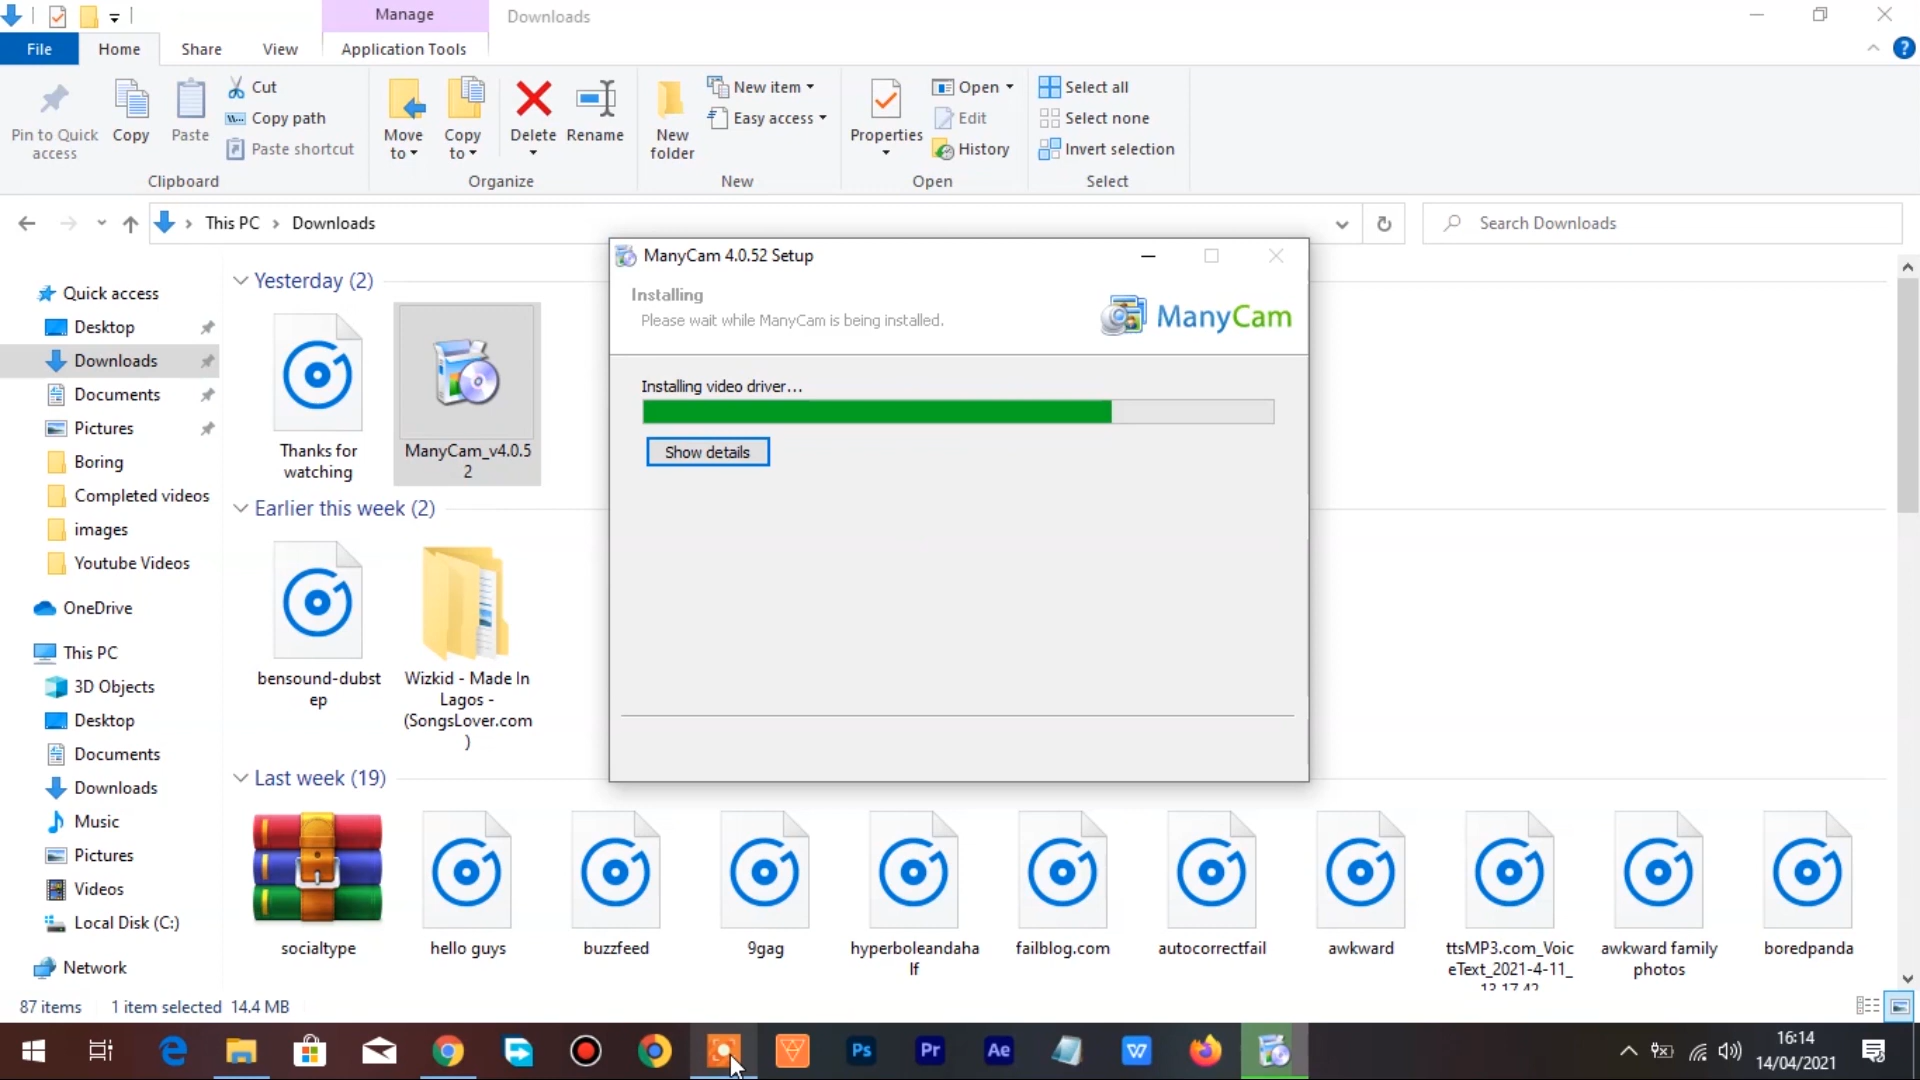 Manage
Downloads
File
Home
Share
View
Application Tools
Pin to Quick
access
Copy
Paste
Cut
Copy path
Paste shortcut
Clipboard
Move
to
Copy
to
Delete
Rename
Organize
New
folder
New item
Easy access
New
Properties
Open
Edit
History
Open
Select all
Select none
Invert selection
Select
This PC
Downloads
Search Downloads
Quick access
Desktop
Downloads
Documents
Pictures
Boring
Completed videos
images
Youtube Videos
OneDrive
This PC
3D Objects
Desktop
Documents
Downloads
Music
Pictures
Videos
Local Disk (C:)
Network
Yesterday (2)
Thanks for
watching
ManyCam_v4.0.5
2
Earlier this week (2)
bensound-dubst
ep
Wizkid - Made In
Lagos -
(SongsLover.com
)
Last week (19)
socialtype
hello guys
buzzfeed
9gag
hyperboleandaha
lf
failblog.com
autocorrectfail
awkward
ttsMP3.com_Voic
eText_2021-4-11_
13 17 42
awkward family
photos
boredpanda
ManyCam 4.0.52 Setup
Installing
Please wait while ManyCam is being installed.
ManyCam
Installing video driver...
Show details
87 items
1 item selected
14.4 MB
Ps
Pr
Ae
W
16:14
14/04/2021